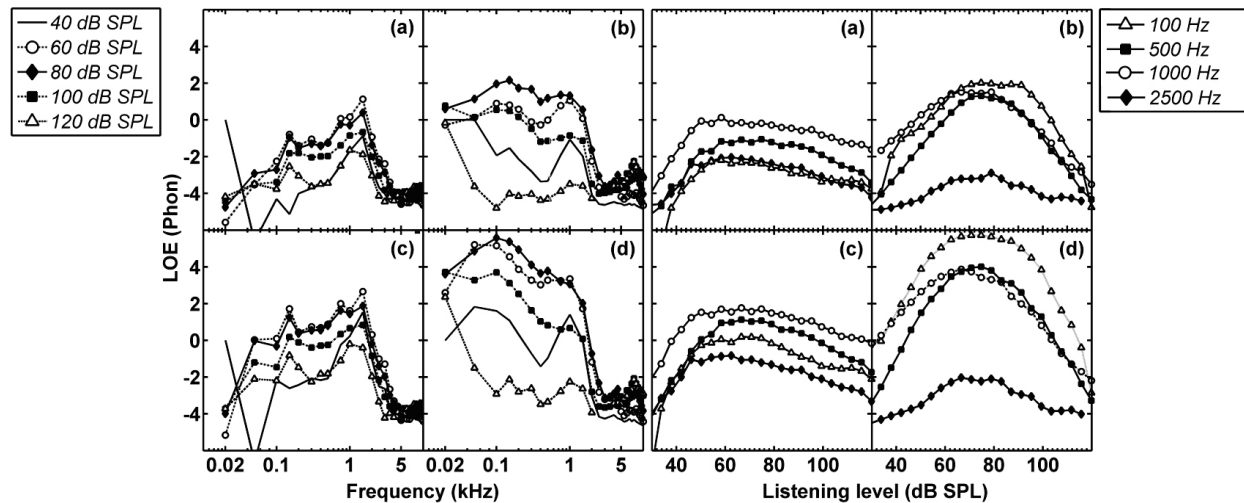 40 dB SPL
60 dB SPL
80 dB SPL
100 dB SPL
120 dB SPL
(a)
(b)
(a)
(b)
100 Hz
500 Hz
1000 Hz
2500 Hz
4
2
0
-2
-4
(c)
(d)
(c)
(d)
4
2
0
-2
-4
LOE (Phon)
0.02 0.1 1 5 0.02 0.1 1 5 40 60 80 100 40 60 80 100
Frequency (kHz) Listening level (dB SPL)